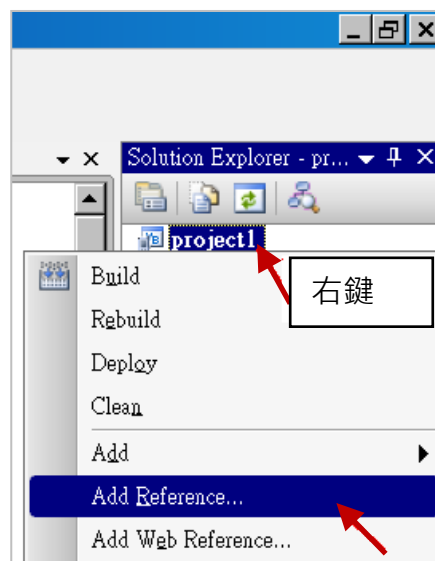 Solution Explorer - pr...
project1
右鍵
Build
Rebuild
Deploy
Clean
Add
Add Reference...
Add Web Reference...